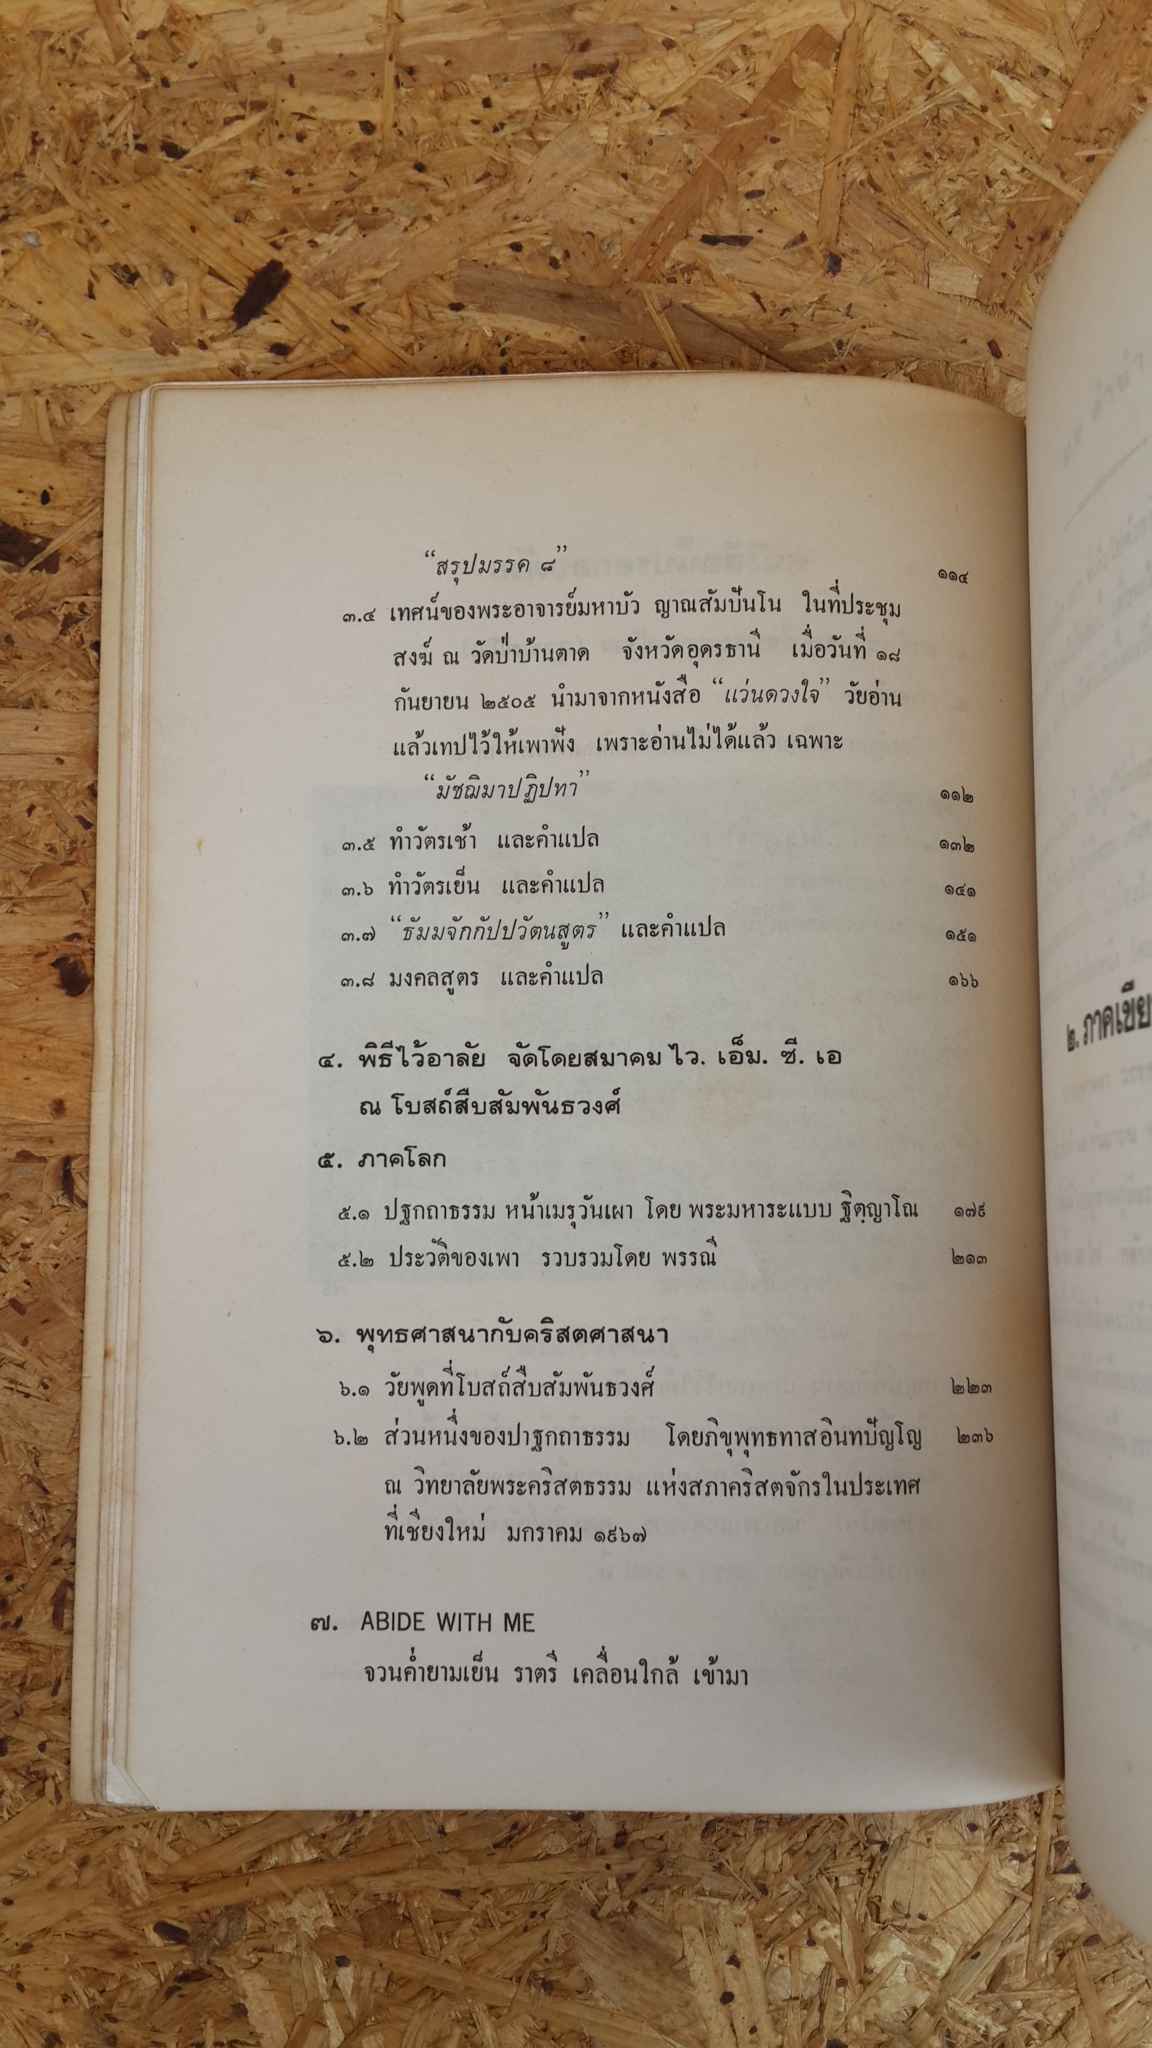 “สรุปมรรค ๘” ๑๑๔
๓.๔ เทศน์ของพระอาจารย์มหาบัว ญาณสัมปันโน ในที่ประชุม
สงฆ์ ณ วัดป่าบ้านตาด จังหวัดอุดรธานี เมื่อวันที่ ๑๘
กันยายน ๒๕๐๕ นำมาจากหนังสือ “แว่นดวงใจ” วัยอ่าน
แล้วเทปไว้ให้เพาฟัง เพราะอ่านไม่ได้แล้ว เฉพาะ
“มัชฌิมาปฏิปทา” ๑๑๒
๓.๕ ทำวัตรเช้า และคำแปล ๑๓๒
๓.๖ ทำวัตรเย็น และคำแปล ๑๔๑
๓.๗ “ธัมมจักกัปปวัตนสูตร” และคำแปล ๑๕๑
๓.๘ มงคลสูตร และคำแปล ๑๖๖
๔. พิธีไว้อาลัย จัดโดยสมาคม ไว. เอ็ม. ซี. เอ
ณ โบสถ์สืบสัมพันธวงศ์
๕. ภาคโลก
๕.๑ ปฐกถาธรรม หน้าเมรุวันเผา โดย พระมหาระแบบ ฐิตฺญาโณ ๑๗๙
๕.๒ ประวัติของเพา รวบรวมโดย พรรณี ๒๑๓
๖. พุทธศาสนากับคริสตศาสนา
๖.๑ วัยพูดที่โบสถ์สืบสัมพันธวงศ์ ๒๒๓
๖.๒ ส่วนหนึ่งของปาฐกถาธรรม โดยภิขุพุทธทาสอินทปัญโญ ๒๓๖
ณ วิทยาลัยพระคริสตธรรม แห่งสภาคริสตจักรในประเทศ
ที่เชียงใหม่ มกราคม ๑๙๖๗
๗. ABIDE WITH ME
จวนค่ำยามเย็น ราตรี เคลื่อนใกล้ เข้ามา
๒. ภาคเขีย